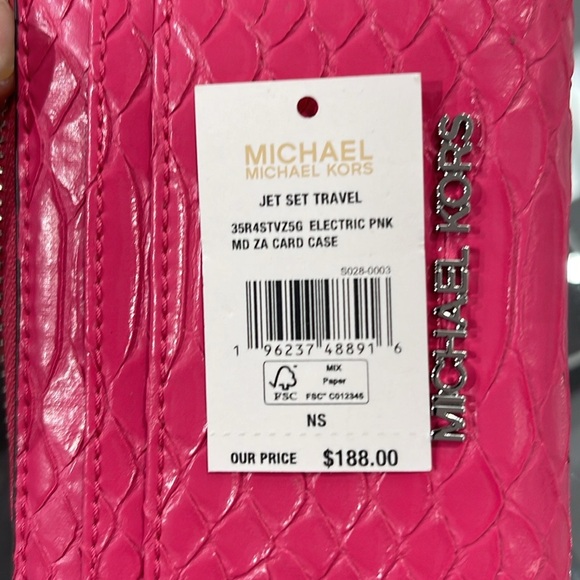 MICHAEL
MICHAEL KORS
JET SET TRAVEL
35R4STVZ5G ELECTRIC PNK
MD ZA CARD CASE
S028-0003
1 96237 48891 6
FSC
MIX
Paper
FSC™ C012345
NS
OUR PRICE $188.00
MICHAEL KORS